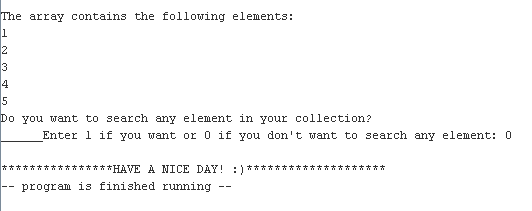 The array contains the following elements:
1
2
3
4
5
Do you want to search any element in your collection?
______Enter 1 if you want or 0 if you don't want to search any element: 0
****************HAVE A NICE DAY! :)********************
-- program is finished running --